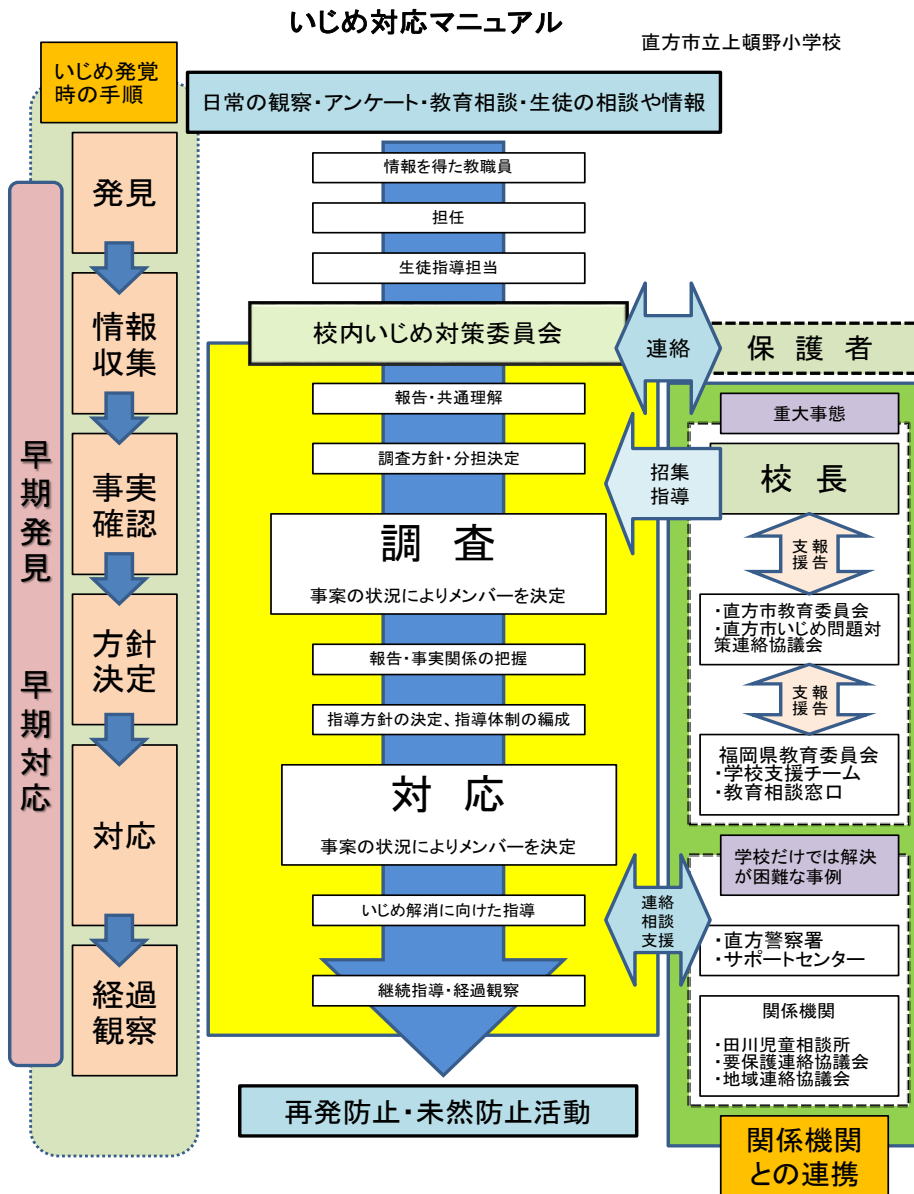 いじめ対応マニュアル
直方市立上頓野小学校
いじめ発覚
時の手順
発見
情報
収集
事実
確認
方針
決定
対応
経過
観察
早期発見　早期対応
日常の観察・アンケート・教育相談・生徒の相談や情報
情報を得た教職員
担任
生徒指導担当
校内いじめ対策委員会
報告・共通理解
調査方針・分担決定
調　査
事案の状況によりメンバーを決定
報告・事実関係の把握
指導方針の決定、指導体制の編成
対　応
事案の状況によりメンバーを決定
いじめ解消に向けた指導
継続指導・経過観察
再発防止・未然防止活動
連絡
保　護　者
重大事態
招集
指導
校　長
支援
報告
・直方市教育委員会
・直方市いじめ問題対
策連絡協議会
支援
報告
福岡県教育委員会
・学校支援チーム
・教育相談窓口
学校だけでは解決
が困難な事例
連絡
相談
支援
・直方警察署
・サポートセンター
関係機関
・田川児童相談所
・要保護連絡協議会
・地域連絡協議会
関係機関
との連携